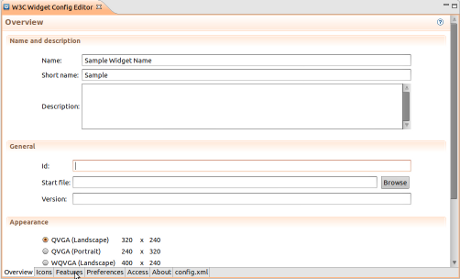 W3C Widget Config Editor
Overview
Name and description
Name: Sample Widget Name
Short name: Sample
Description:
General
Id:
Start file: Browse
Version:
Appearance
QVGA (Landscape) 320 x 240
QVGA (Portrait) 240 x 320
WQVGA (Landscape) 400 x 240
Overview Icons Features Preferences Access About config.xml